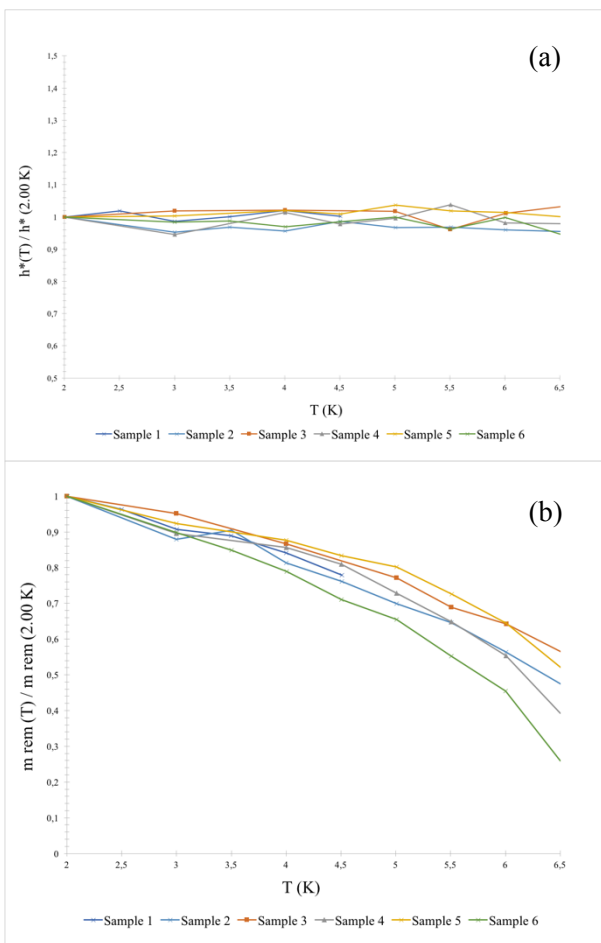 (a)
1,5
1,4
1,3
1,2
1,1
1
0,9
0,8
0,7
0,6
0,5
h*(T) / h* (2.00 K)
2 2,5 3 3,5 4 4,5 5 5,5 6 6,5
T (K)
Sample 1 Sample 2 Sample 3 Sample 4 Sample 5 Sample 6
(b)
1
0,9
0,8
0,7
0,6
0,5
0,4
0,3
0,2
0,1
0
m rem (T) / m rem (2.00 K)
2 2,5 3 3,5 4 4,5 5 5,5 6 6,5
T (K)
Sample 1 Sample 2 Sample 3 Sample 4 Sample 5 Sample 6